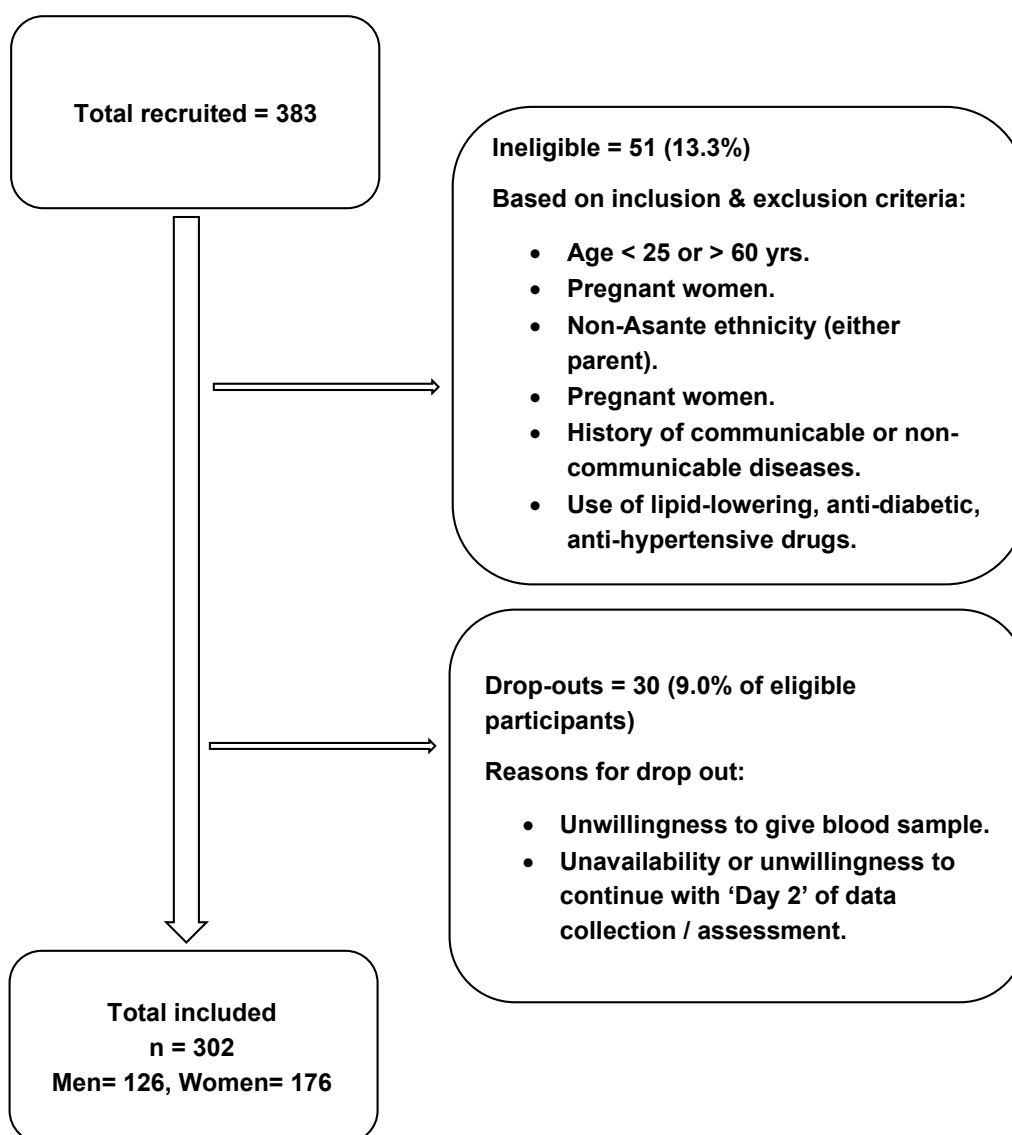 Total recruited = 383
Ineligible = 51 (13.3%)
Based on inclusion & exclusion criteria:
• Age < 25 or > 60 yrs.
• Pregnant women.
• Non-Asante ethnicity (either
parent).
• Pregnant women.
• History of communicable or non-
communicable diseases.
• Use of lipid-lowering, anti-diabetic,
anti-hypertensive drugs.
Drop-outs = 30 (9.0% of eligible
participants)
Reasons for drop out:
• Unwillingness to give blood sample.
• Unavailability or unwillingness to
continue with ‘Day 2’ of data
collection / assessment.
Total included
n = 302
Men= 126, Women= 176